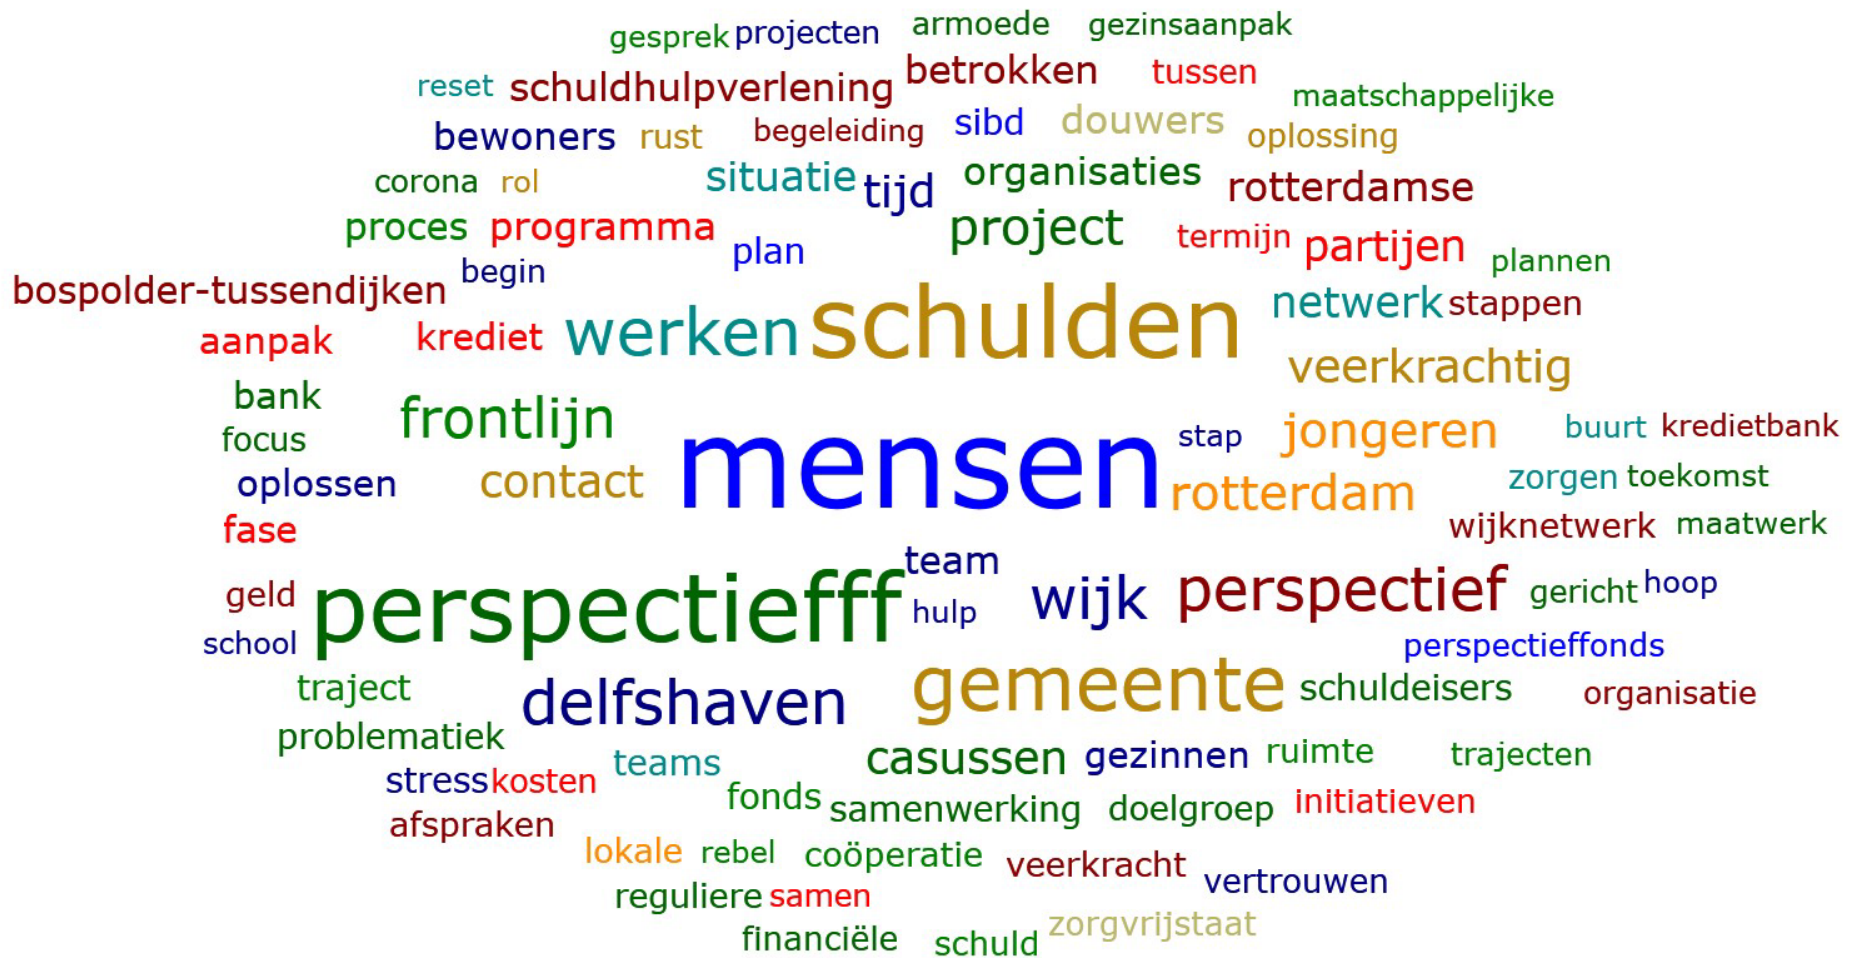 armoede gezinsaanpak
gesprek projecten
reset schuldhulpverlening betrokken tussen
maatschappelijke
bewoners rust begeleiding sibd douwers oplossing
corona rol situatie tijd organisaties rotterdamse
proces programma plan project termijn partijen plannen
bospolder-tussendijken begin
aanpak krediet werken schulden netwerk stappen
veerkrachtig
bank
focus frontlijn mensen stap jongeren buurt kredietbank
oplossen contact rotterdam zorgen toekomst
fase wijknetwerk maatwerk
team
geld perspectiefff hulp wijk perspectief gericht hoop
school perspectieffonds
traject delfshaven gemeente schuldeisers organisatie
problematiek
stress kosten teams casussen gezinnen ruimte trajecten
fonds samenwerking doelgroep initiatieven
afspraken
lokale rebel coöperatie veerkracht vertrouwen
reguliere samen
financiële schuld zorgvrijstaat